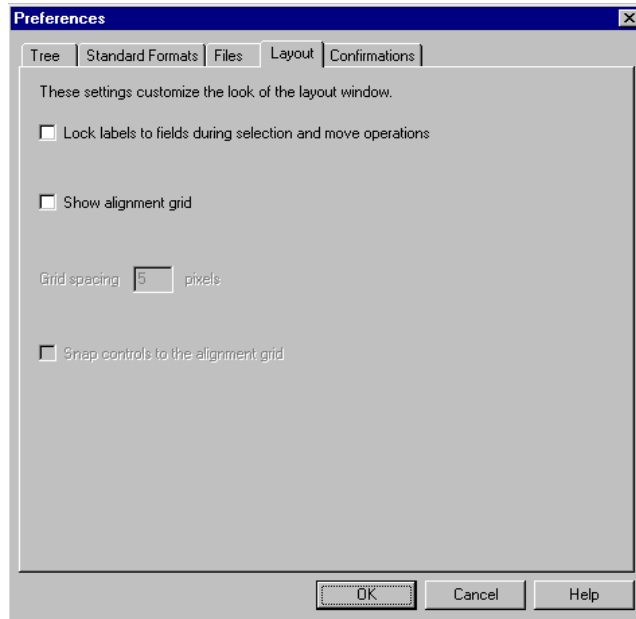 Preferences
Tree Standard Formats Files Layout Confirmations
These settings customize the look of the layout window.
Lock labels to fields during selection and move operations
Show alignment grid
Grid spacing 5 pixels
Snap controls to the alignment grid
OK Cancel Help